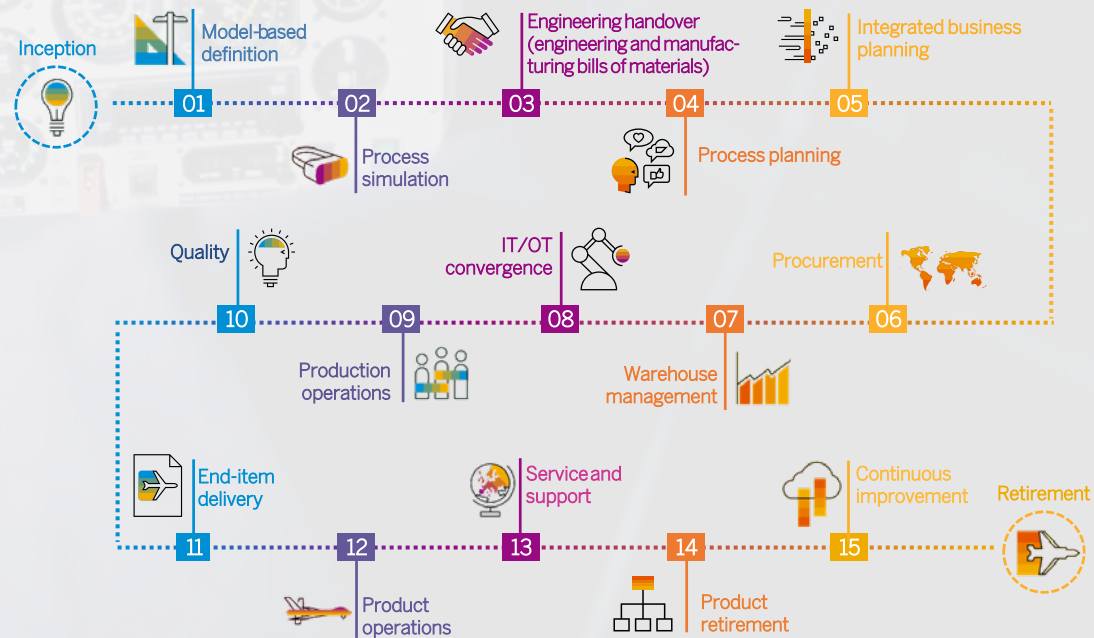 Inception
Model-based
definition
Engineering handover
(engineering and manufac-
turing bills of materials)
Integrated business
planning
01
02
03
04
05
Process
simulation
Process planning
Quality
IT/OT
convergence
Procurement
10
09
08
07
06
Production
operations
Warehouse
management
End-item
delivery
Service and
support
Continuous
improvement
Retirement
11
12
13
14
15
Product
operations
Product
retirement